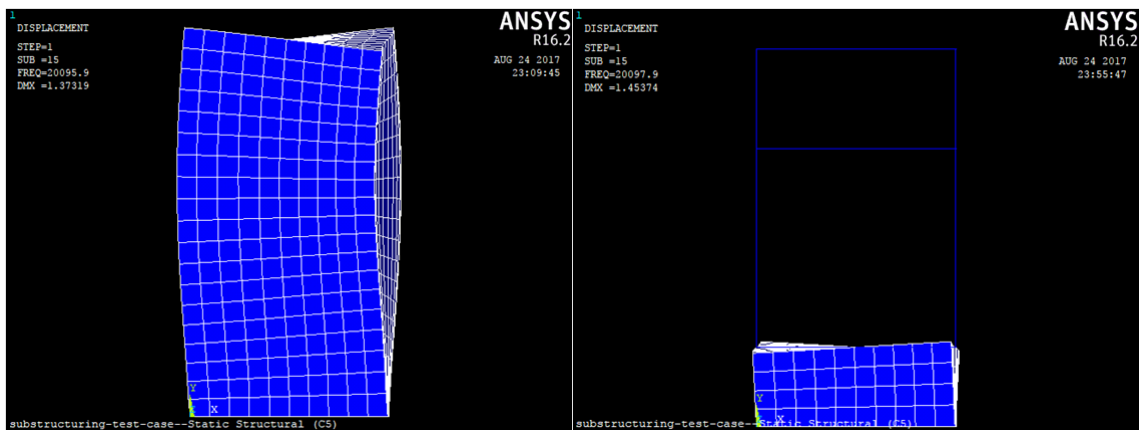 1
DISPLACEMENT
STEP=1
SUB =15
FREQ=20095.9
DMX =1.37319
ANSYS
R16.2
AUG 24 2017
23:09:45
Y
X
substructuring-test-case--Static Structural (C5)
1
DISPLACEMENT
STEP=1
SUB =15
FREQ=20097.9
DMX =1.45374
ANSYS
R16.2
AUG 24 2017
23:55:47
Y
X
substructuring-test-case--Static Structural (C5)